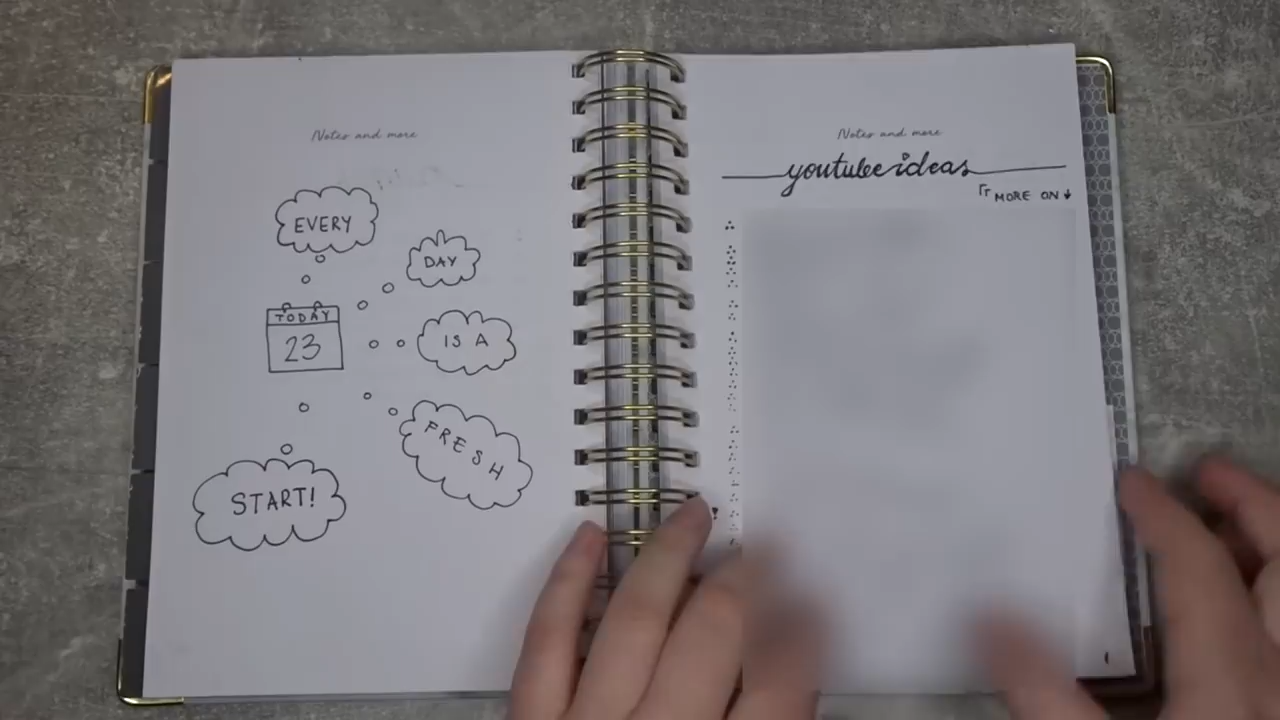 Notes and more
EVERY
DAY
TODAY
23
IS A
FRESH
START!
Notes and more
youtube ideas
MORE ON ↓